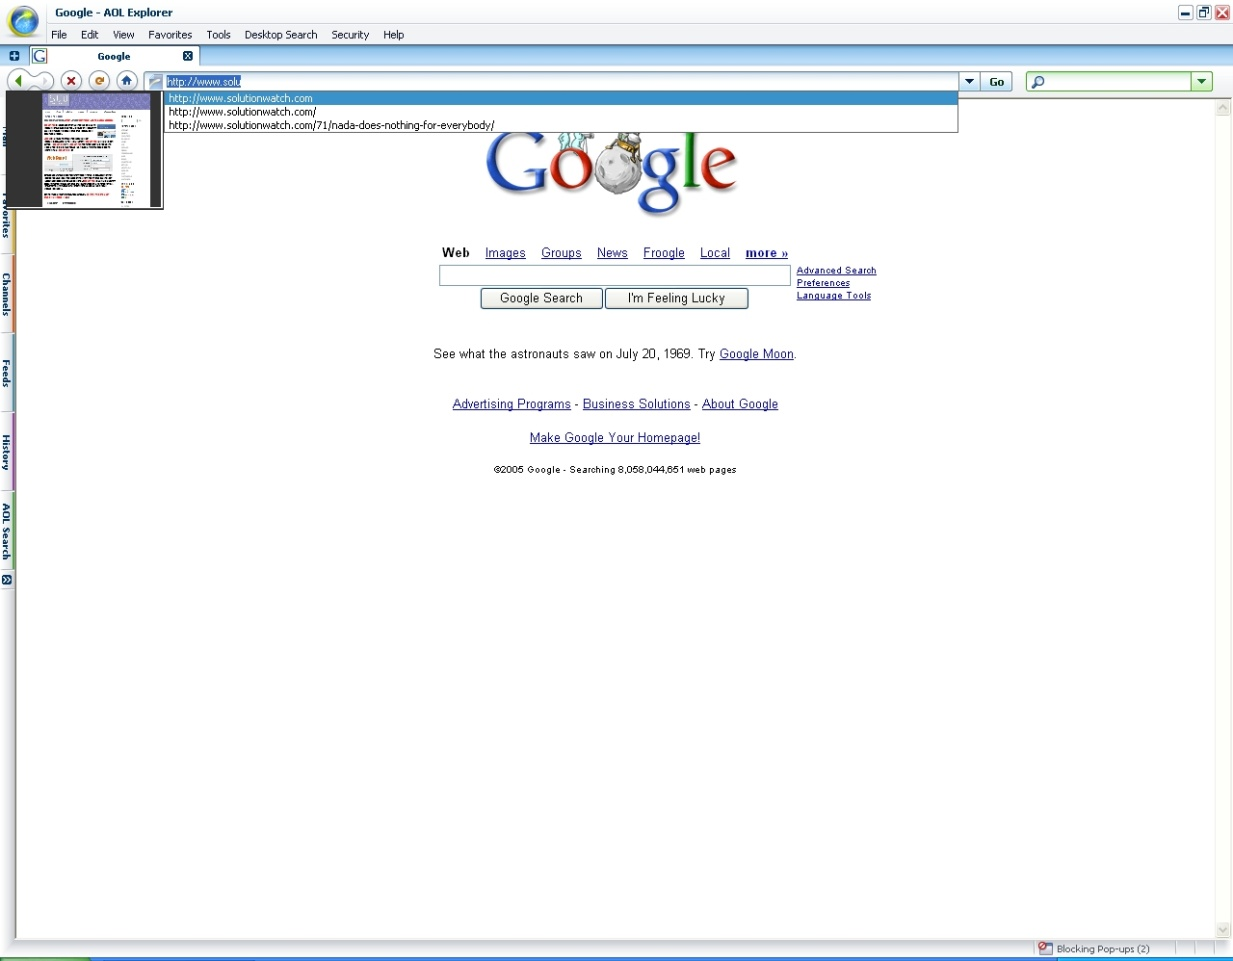 Google - AOL Explorer
File Edit View Favorites Tools Desktop Search Security Help
Google
http://www.solu
Go
http://www.solutionwatch.com
http://www.solutionwatch.com/
http://www.solutionwatch.com/71/nada-does-nothing-for-everybody/
Google
Web Images Groups News Froogle Local more »
Advanced Search
Preferences
Language Tools
Google Search I'm Feeling Lucky
See what the astronauts saw on July 20, 1969. Try Google Moon.
Advertising Programs - Business Solutions - About Google
Make Google Your Homepage!
©2005 Google - Searching 8,058,044,651 web pages
Channels
Feeds
History
AOL Search
Blocking Pop-ups (2)